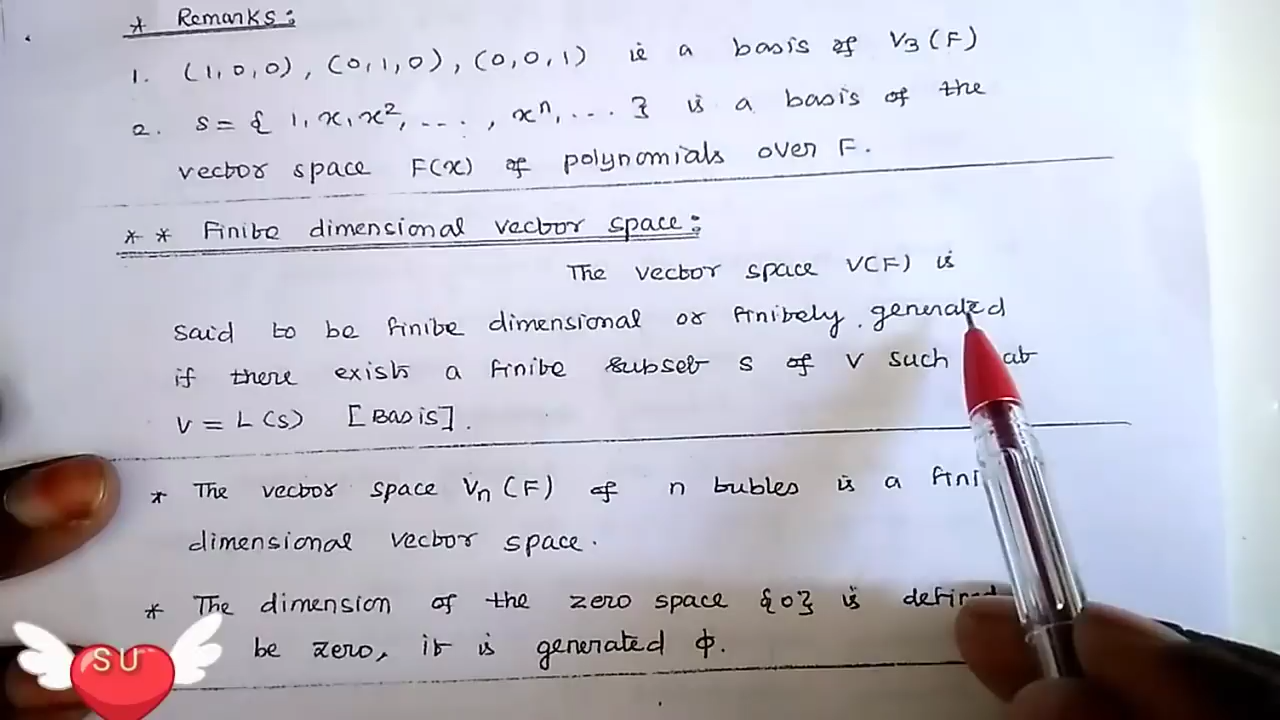 * Remarks:
1. (1,0,0), (0,1,0), (0,0,1) is a basis of V₃(F)
2. S = { 1, x, x², ..., xⁿ, ... } is a basis of the
vector space F(x) of polynomials over F.
** Finite dimensional vector space:
The vector space V(F) is
said to be finite dimensional or finitely generated
if there exists a finite subset S of V such
V = L(S) [Basis].
* The vector space Vₙ(F) of n tubles is a
dimensional vector space.
* The dimension of the zero space {0} is
be zero, it is generated ϕ.
SU